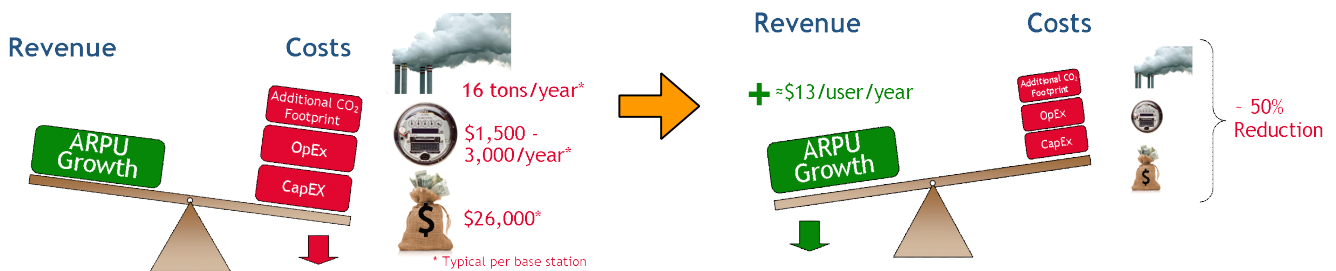 Revenue
Costs
16 tons/year*
Additional CO2
Footprint
ARPU
Growth
OpEx
CapEX
$1,500 -
3,000/year*
$
$26,000*
* Typical per base station
Revenue
Costs
+ ≈$13/user/year
ARPU
Growth
Additional CO2
Footprint
OpEx
CapEx
$
~ 50%
Reduction